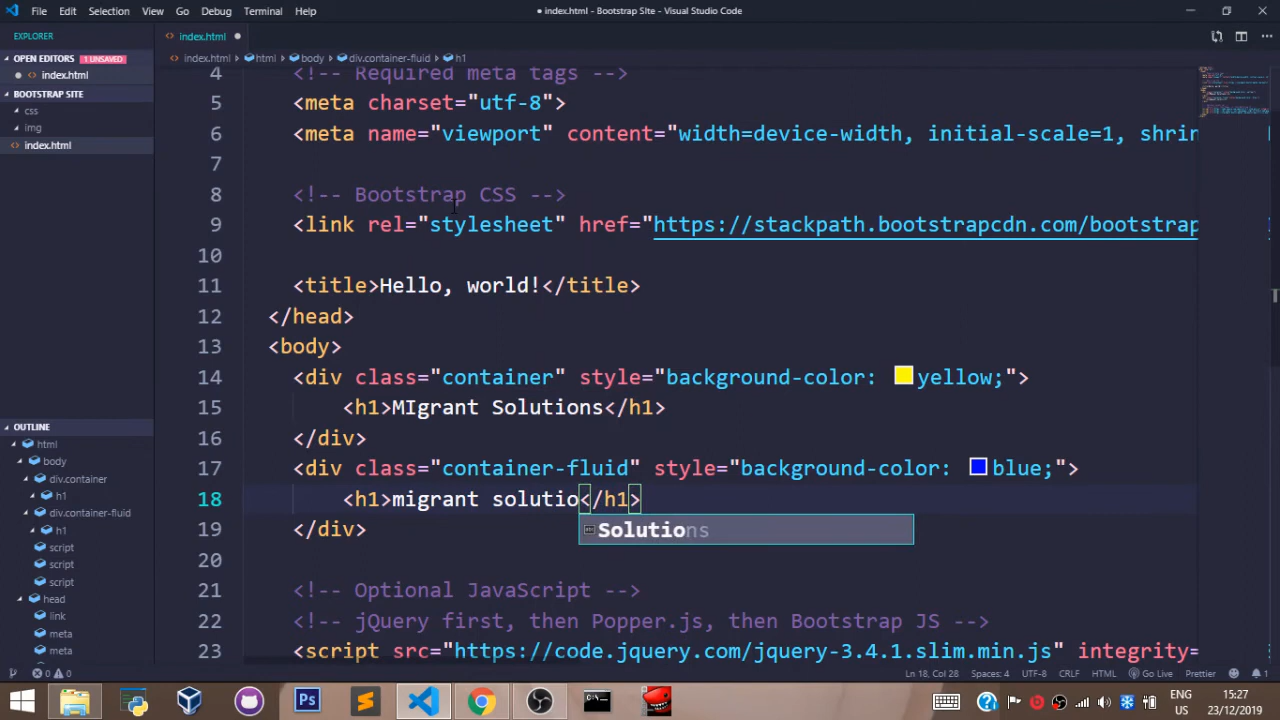 File Edit Selection View Go Debug Terminal Help
● index.html - Bootstrap SIte - Visual Studio Code
EXPLORER
OPEN EDITORS 1 UNSAVED
index.html
BOOTSTRAP SITE
css
img
index.html
OUTLINE
html
body
div.container
h1
div.container-fluid
h1
script
script
script
head
link
meta
meta
index.html
index.html › html › body › div.container-fluid › h1
4 <!-- Required meta tags -->
5 <meta charset="utf-8">
6 <meta name="viewport" content="width=device-width, initial-scale=1, shrin
7
8 <!-- Bootstrap CSS -->
9 <link rel="stylesheet" href="https://stackpath.bootstrapcdn.com/bootstrap
10
11 <title>Hello, world!</title>
12 </head>
13 <body>
14 <div class="container" style="background-color: yellow;">
15 <h1>MIgrant Solutions</h1>
16 </div>
17 <div class="container-fluid" style="background-color: blue;">
18 <h1>migrant solutio</h1>
Solutions
19 </div>
20
21 <!-- Optional JavaScript -->
22 <!-- jQuery first, then Popper.js, then Bootstrap JS -->
23 <script src="https://code.jquery.com/jquery-3.4.1.slim.min.js" integrity=
0 0
Ln 18, Col 28 Spaces: 4 UTF-8 CRLF HTML Go Live Prettier 1
Ps
ENG
US
15:27
23/12/2019